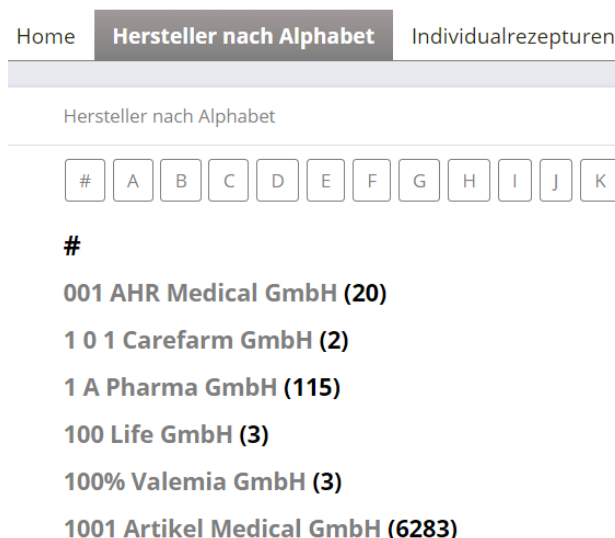 Home Hersteller nach Alphabet Individualrezepturen
Hersteller nach Alphabet
# A B C D E F G H I J K
#
001 AHR Medical GmbH (20)
1 0 1 Carefarm GmbH (2)
1 A Pharma GmbH (115)
100 Life GmbH (3)
100% Valemia GmbH (3)
1001 Artikel Medical GmbH (6283)